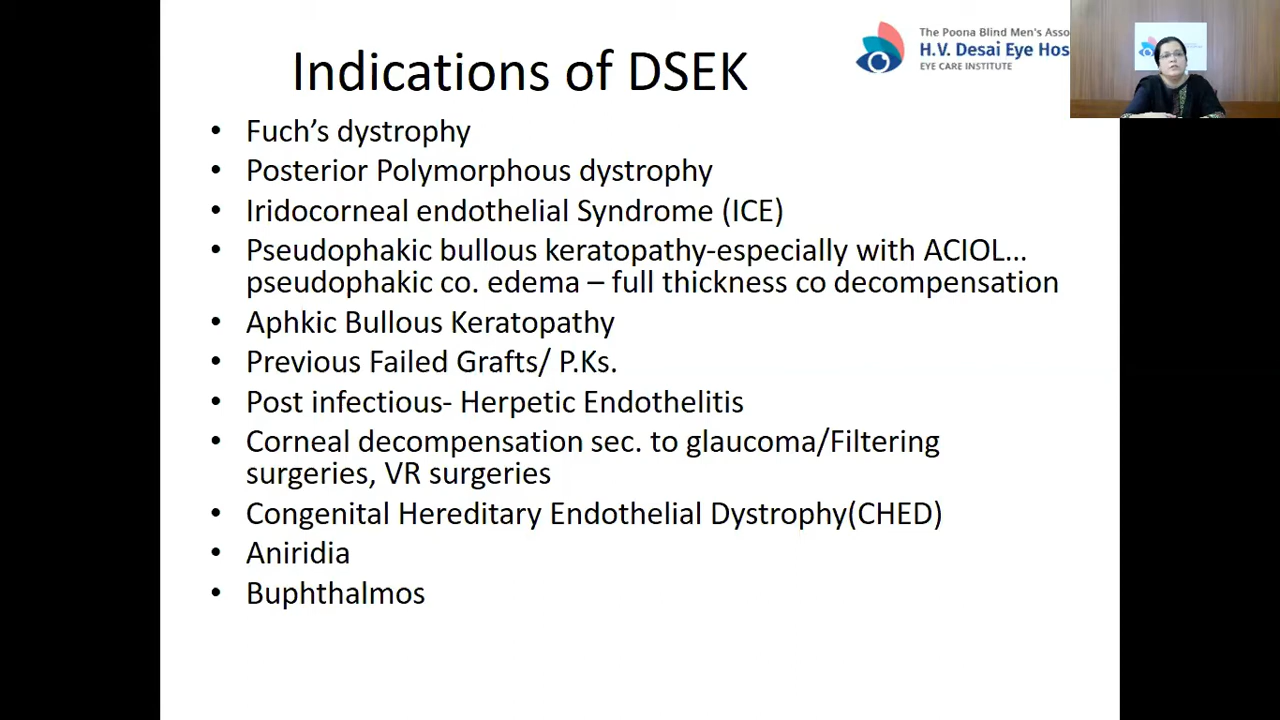 Indications of DSEK
The Poona Blind Men's Asso
H.V. Desai Eye Hos
EYE CARE INSTITUTE
• Fuch's dystrophy
• Posterior Polymorphous dystrophy
• Iridocorneal endothelial Syndrome (ICE)
• Pseudophakic bullous keratopathy-especially with ACIOL...
pseudophakic co. edema – full thickness co decompensation
• Aphkic Bullous Keratopathy
• Previous Failed Grafts/ P.Ks.
• Post infectious- Herpetic Endothelitis
• Corneal decompensation sec. to glaucoma/Filtering
surgeries, VR surgeries
• Congenital Hereditary Endothelial Dystrophy(CHED)
• Aniridia
• Buphthalmos